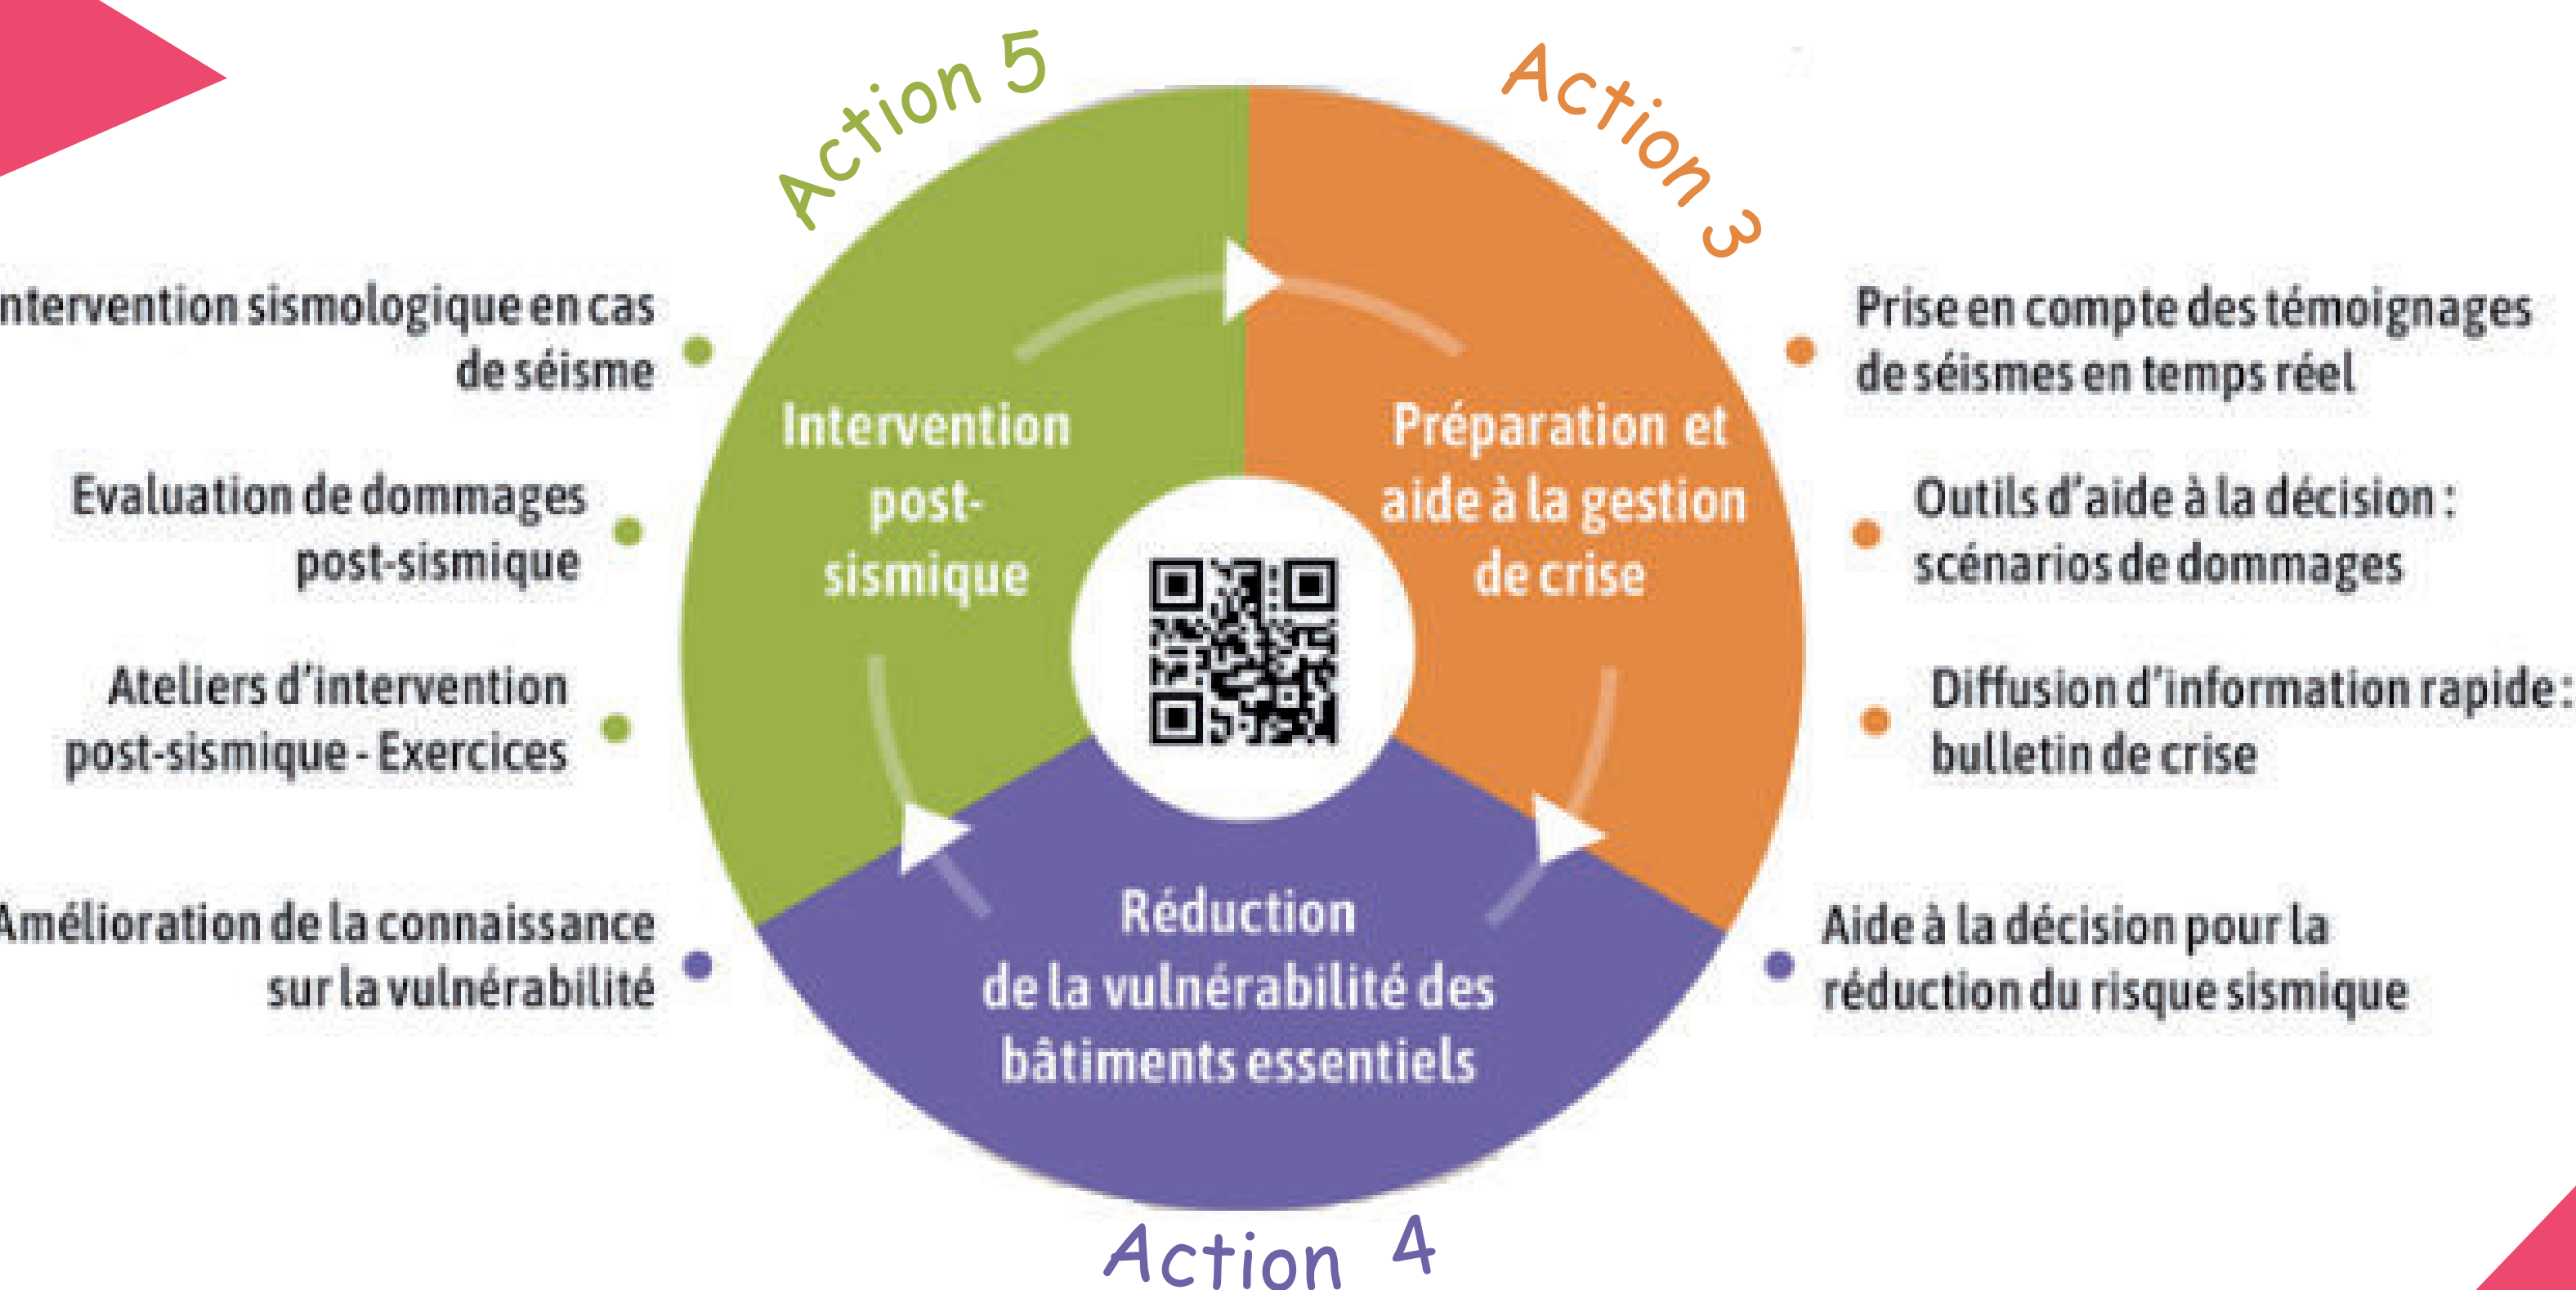 Action 5
Action 3
ntervention sismologique en cas
de séisme
Evaluation de dommages
post-sismique
Ateliers d'intervention
post-sismique - Exercices
Amélioration de la connaissance
sur la vulnérabilité
Intervention
post-
sismique
Préparation et
aide à la gestion
de crise
Réduction
de la vulnérabilité des
bâtiments essentiels
Prise en compte des témoignages
de séismes en temps réel
Outils d'aide à la décision :
scénarios de dommages
Diffusion d'information rapide :
bulletin de crise
Aide à la décision pour la
réduction du risque sismique
Action 4